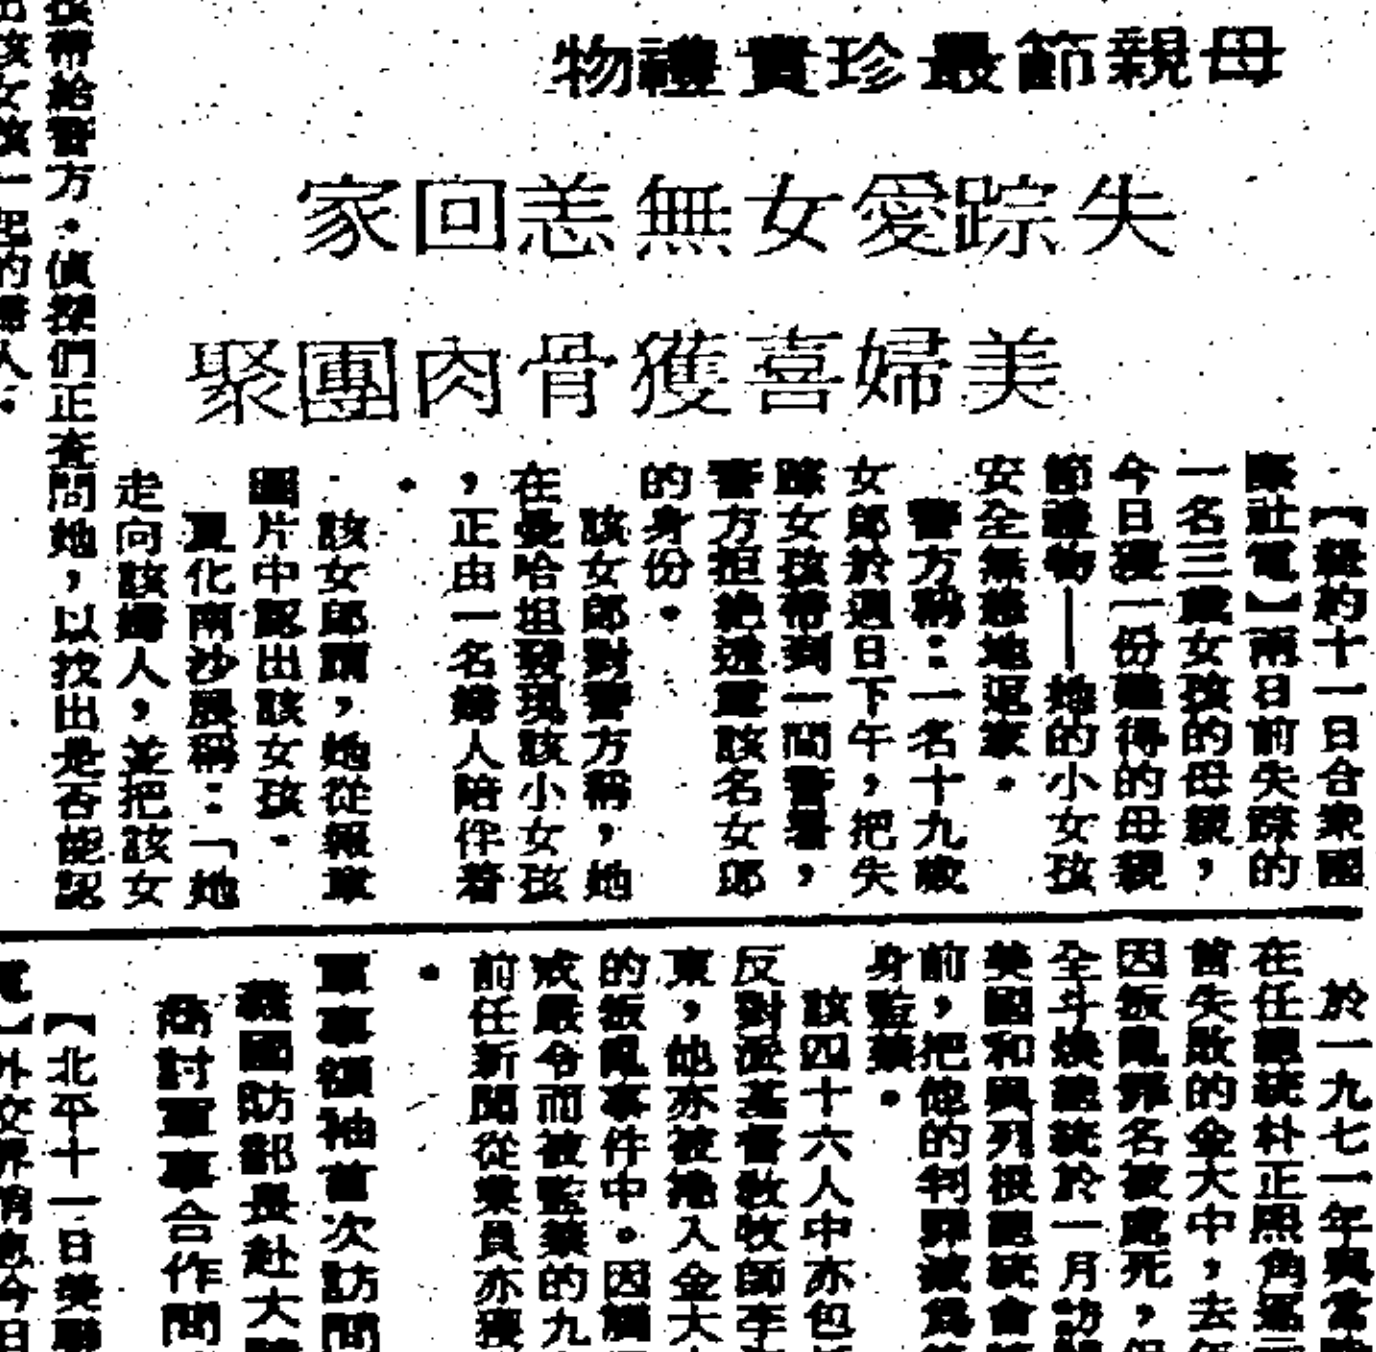 母親節最珍貴禮物
失踪愛女無恙回家
美婦喜獲骨肉團聚
【紐約十一日合衆國
際社電】兩日前失踪的
一名三歲女孩的母親，
今日獲一份難得的母親
節禮物——她的小女孩
安全無恙地返家。
警方稱：一名十九歲
女郎於週日下午，把失
踪女孩帶到一間警署，
警方拒絶透露該名女郎
的身份。
該女郎對警方稱，她
在曼哈坦發現該小女孩
，正由一名婦人陪伴着
。
該女郎謂，她從報章
圖片中認出該女孩。
夏化南沙展稱：「她
走向該婦人，並把該女
孩帶給警方。偵探們正查問她，以找出是否能認
出該女孩一起的婦人。
於一九七一年與當時
在任總統朴正熙角逐
曾失敗的金大中，去年
因叛亂罪名被處死，但
全斗煥總統於一月訪問
美國和與列根總統會
前，把他的判罪減爲
身監禁。
該四十六人中亦包
反對派基督敎牧師李
東，他亦被捲入金大
的叛亂事件中。因觸
戒嚴令而被監禁的九
前任新聞從業員亦獲
。
軍事領袖首次訪問
義國防部長赴大陸
商討軍事合作問
【北平十一日美聯
電】外交界消息今日